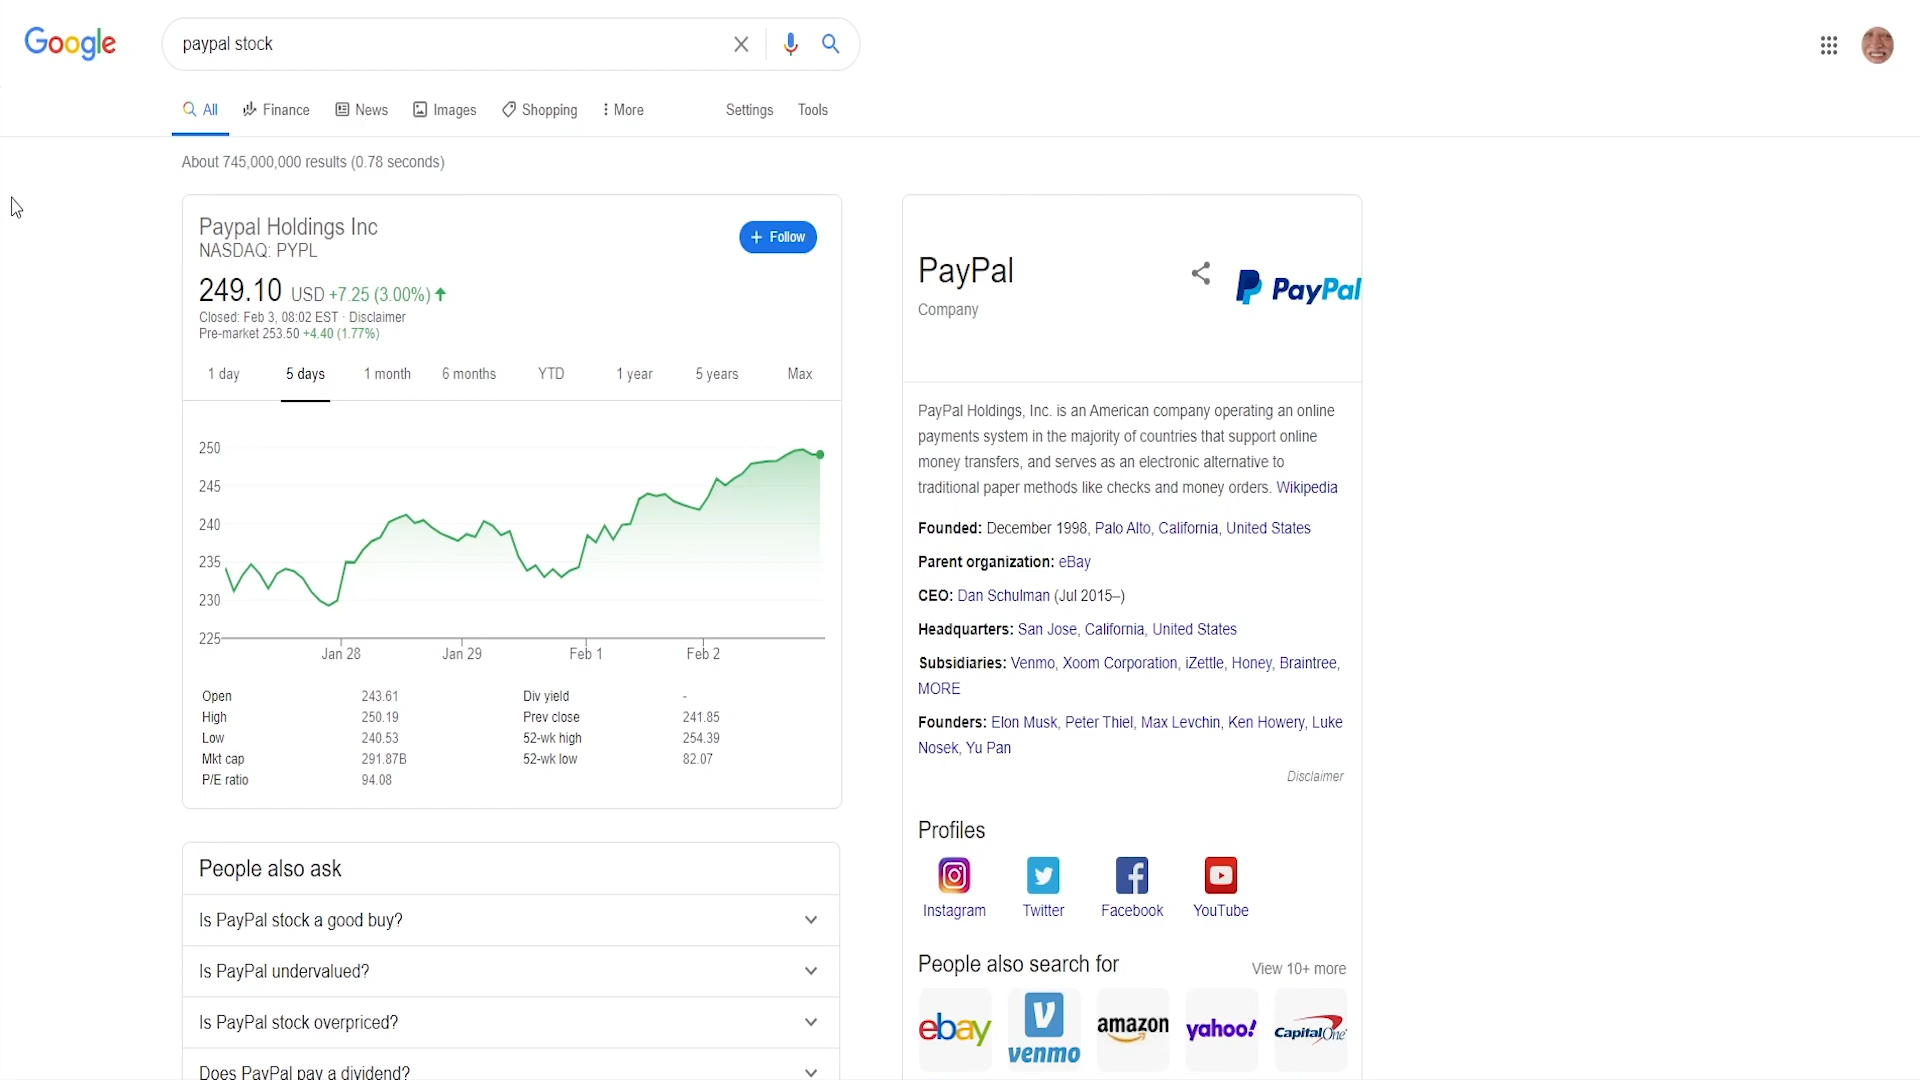 Google
paypal stock
All Finance News Images Shopping More Settings Tools
About 745,000,000 results (0.78 seconds)
Paypal Holdings Inc
NASDAQ: PYPL
+ Follow
249.10 USD +7.25 (3.00%)
Closed: Feb 3, 08:02 EST · Disclaimer
Pre-market 253.50 +4.40 (1.77%)
1 day 5 days 1 month 6 months YTD 1 year 5 years Max
250
245
240
235
230
225
Jan 28 Jan 29 Feb 1 Feb 2
Open 243.61 Div yield -
High 250.19 Prev close 241.85
Low 240.53 52-wk high 254.39
Mkt cap 291.87B 52-wk low 82.07
P/E ratio 94.08
People also ask
Is PayPal stock a good buy?
Is PayPal undervalued?
Is PayPal stock overpriced?
Does PayPal pay a dividend?
PayPal
Company
PayPal
PayPal Holdings, Inc. is an American company operating an online
payments system in the majority of countries that support online
money transfers, and serves as an electronic alternative to
traditional paper methods like checks and money orders. Wikipedia
Founded: December 1998, Palo Alto, California, United States
Parent organization: eBay
CEO: Dan Schulman (Jul 2015–)
Headquarters: San Jose, California, United States
Subsidiaries: Venmo, Xoom Corporation, iZettle, Honey, Braintree,
MORE
Founders: Elon Musk, Peter Thiel, Max Levchin, Ken Howery, Luke
Nosek, Yu Pan
Disclaimer
Profiles
Instagram Twitter Facebook YouTube
People also search for View 10+ more
ebay venmo amazon yahoo! Capital One